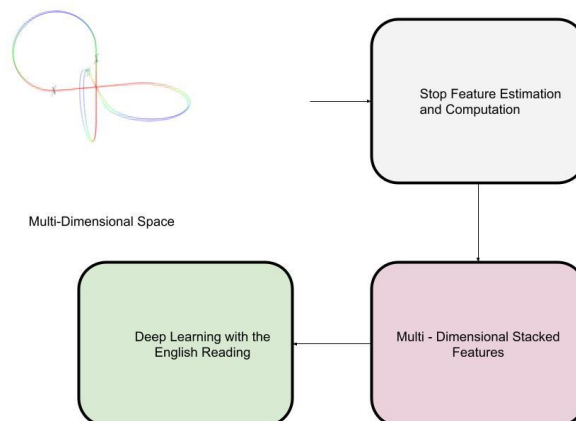 Stop Feature Estimation
and Computation
Multi-Dimensional Space
Deep Learning with the
English Reading
Multi - Dimensional Stacked
Features